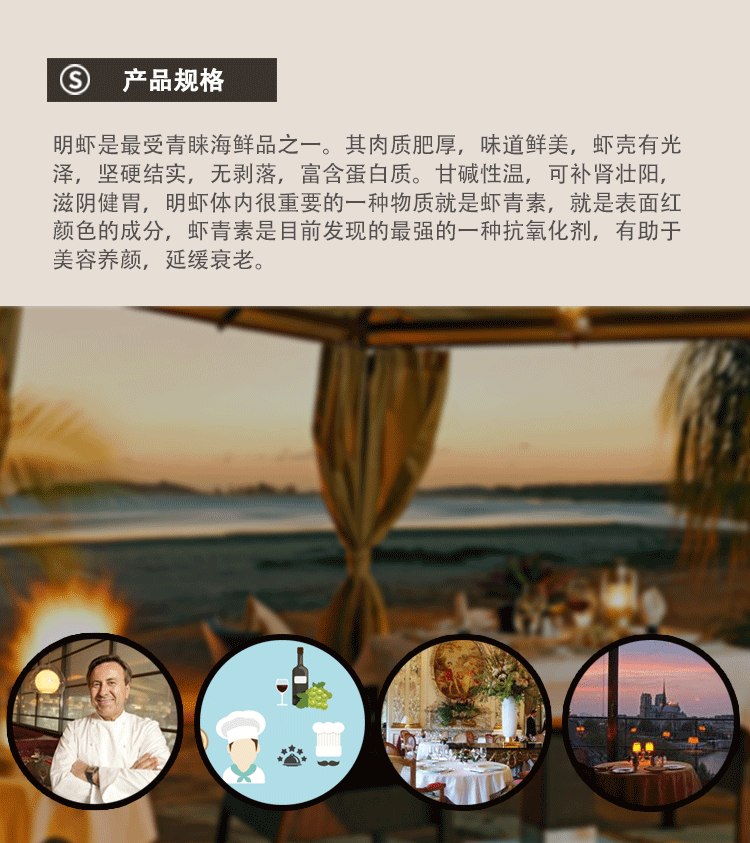 S 产品规格
明虾是最受青睐海鲜品之一。其肉质肥厚，味道鲜美，虾壳有光
泽，坚硬结实，无剥落，富含蛋白质。甘碱性温，可补肾壮阳，
滋阴健胃，明虾体内很重要的一种物质就是虾青素，就是表面红
颜色的成分，虾青素是目前发现的最强的一种抗氧化剂，有助于
美容养颜，延缓衰老。